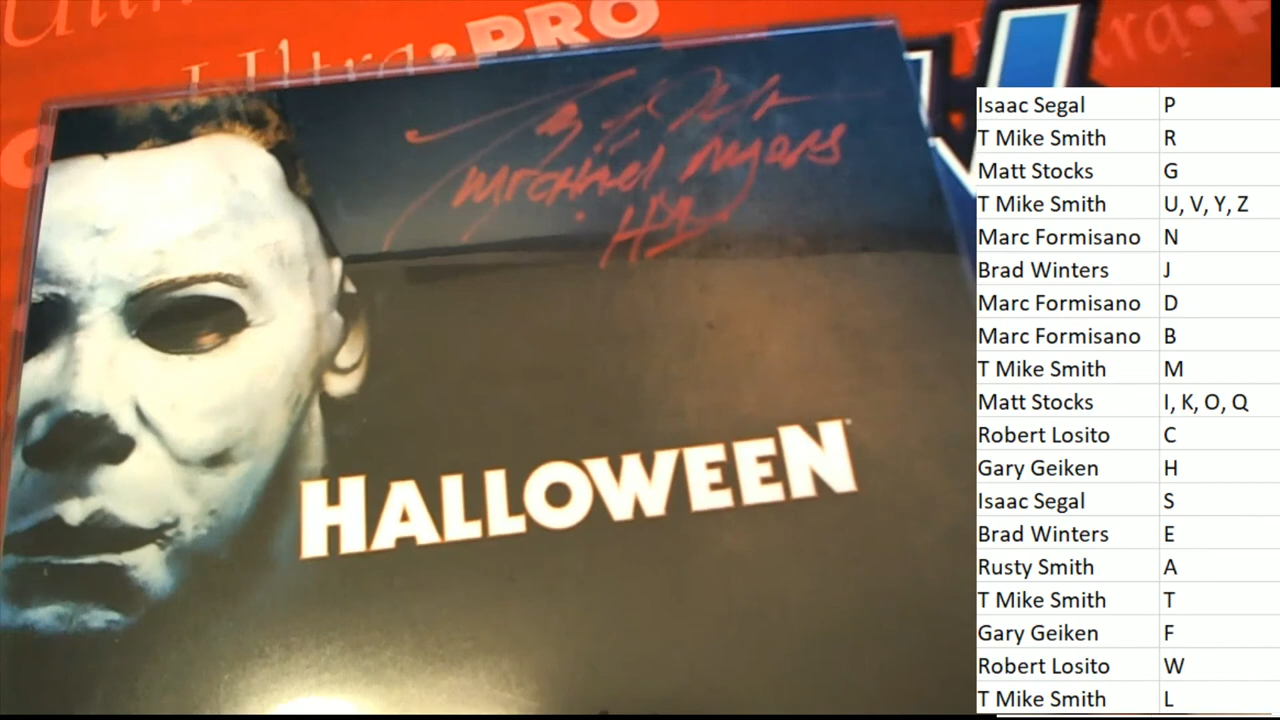 Ultra•PRO
HALLOWEEN
Michael Myers
Isaac Segal P
T Mike Smith R
Matt Stocks G
T Mike Smith U, V, Y, Z
Marc Formisano N
Brad Winters J
Marc Formisano D
Marc Formisano B
T Mike Smith M
Matt Stocks I, K, O, Q
Robert Losito C
Gary Geiken H
Isaac Segal S
Brad Winters E
Rusty Smith A
T Mike Smith T
Gary Geiken F
Robert Losito W
T Mike Smith L